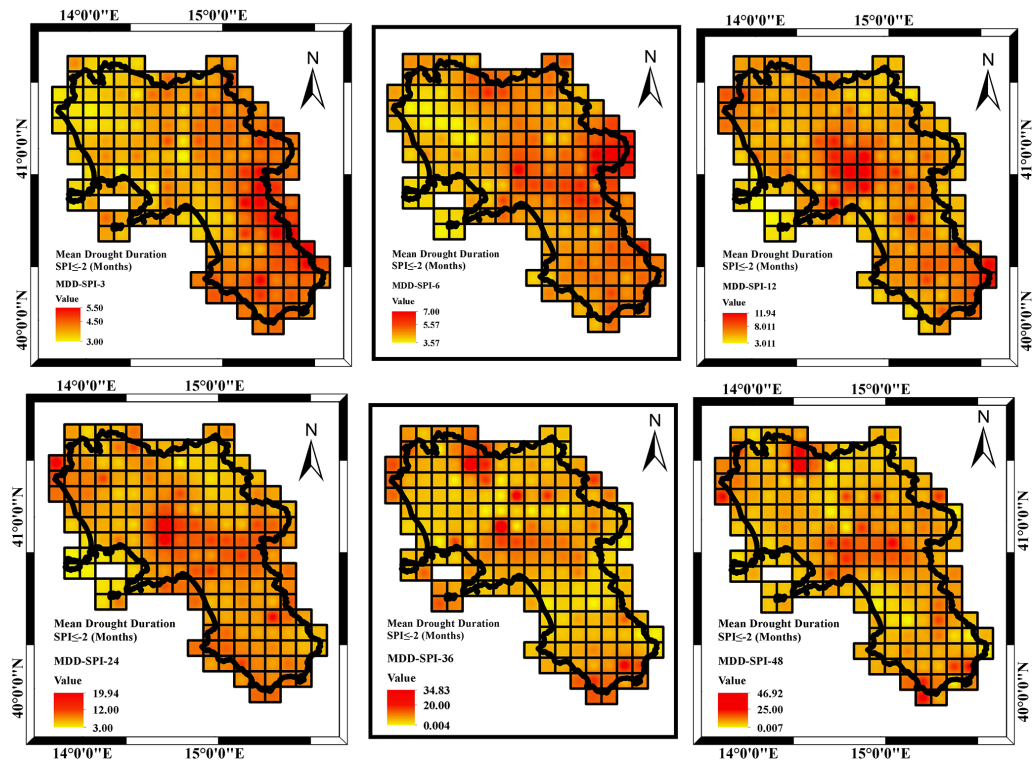 14°0'0"E 15°0'0"E
15°0'0"E
N
41°0'0"N
40°0'0"N
Mean Drought Duration
SPI≤-2 (Months)
MDD-SPI-3
Value
5.50
4.50
3.00
N
Mean Drought Duration
SPI≤-2 (Months)
MDD-SPI-6
Value
7.00
5.57
3.57
N
41°0'0"N
40°0'0"N
Mean Drought Duration
SPI≤-2 (Months)
MDD-SPI-12
Value
11.94
8.011
3.011
14°0'0"E 15°0'0"E
N
41°0'0"N
40°0'0"N
Mean Drought Duration
SPI≤-2 (Months)
MDD-SPI-24
Value
19.94
12.00
3.00
14°0'0"E 15°0'0"E
N
Mean Drought Duration
SPI≤-2 (Months)
MDD-SPI-36
Value
34.83
20.00
0.004
14°0'0"E 15°0'0"E
N
41°0'0"N
40°0'0"N
Mean Drought Duration
SPI≤-2 (Months)
MDD-SPI-48
Value
46.92
25.00
0.007
15°0'0"E